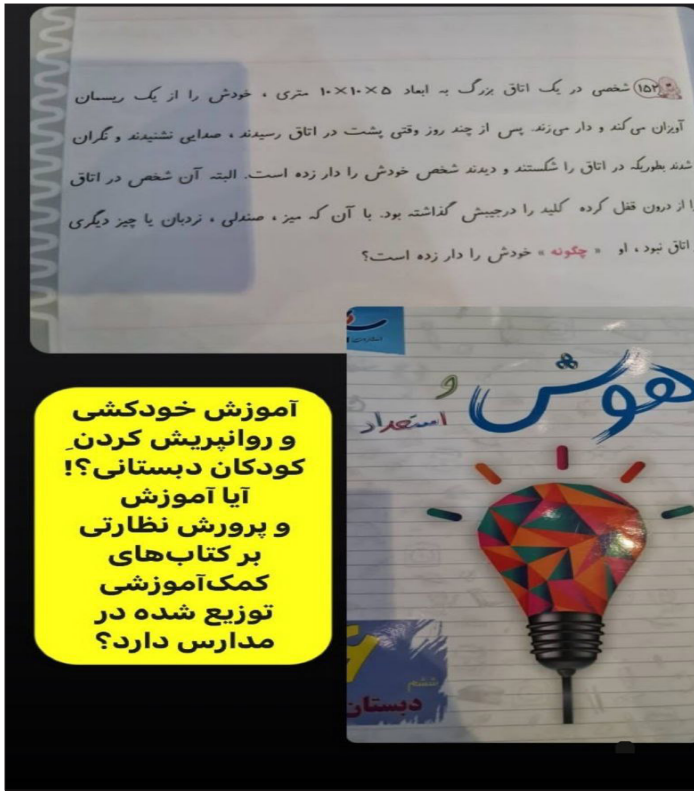 ۱۵۲ شخصی در یک اتاق بزرگ به ابعاد ۵×۱۰×۱۰ متری ، خودش را از یک ریسمان
آویزان می کند و دار می‌زند. پس از چند روز وقتی پشت در اتاق رسیدند ، صدایی نشنیدند و نگران
شدند بطوریکه در اتاق را شکستند و دیدند شخص خودش را دار زده است. البته آن شخص در اتاق
را از درون قفل کرده کلید را درجیبش گذاشته بود. با آن که میز ، صندلی ، نردبان یا چیز دیگری
اتاق نبود ، او « چگونه » خودش را دار زده است؟
هوش
و
استعداد
ششم
دبستان
آموزش خودکشی
و روانپریش کردنِ
کودکان دبستانی؟!
آیا آموزش
و پرورش نظارتی
بر کتاب‌های
کمک‌آموزشی
توزیع شده در
مدارس دارد؟